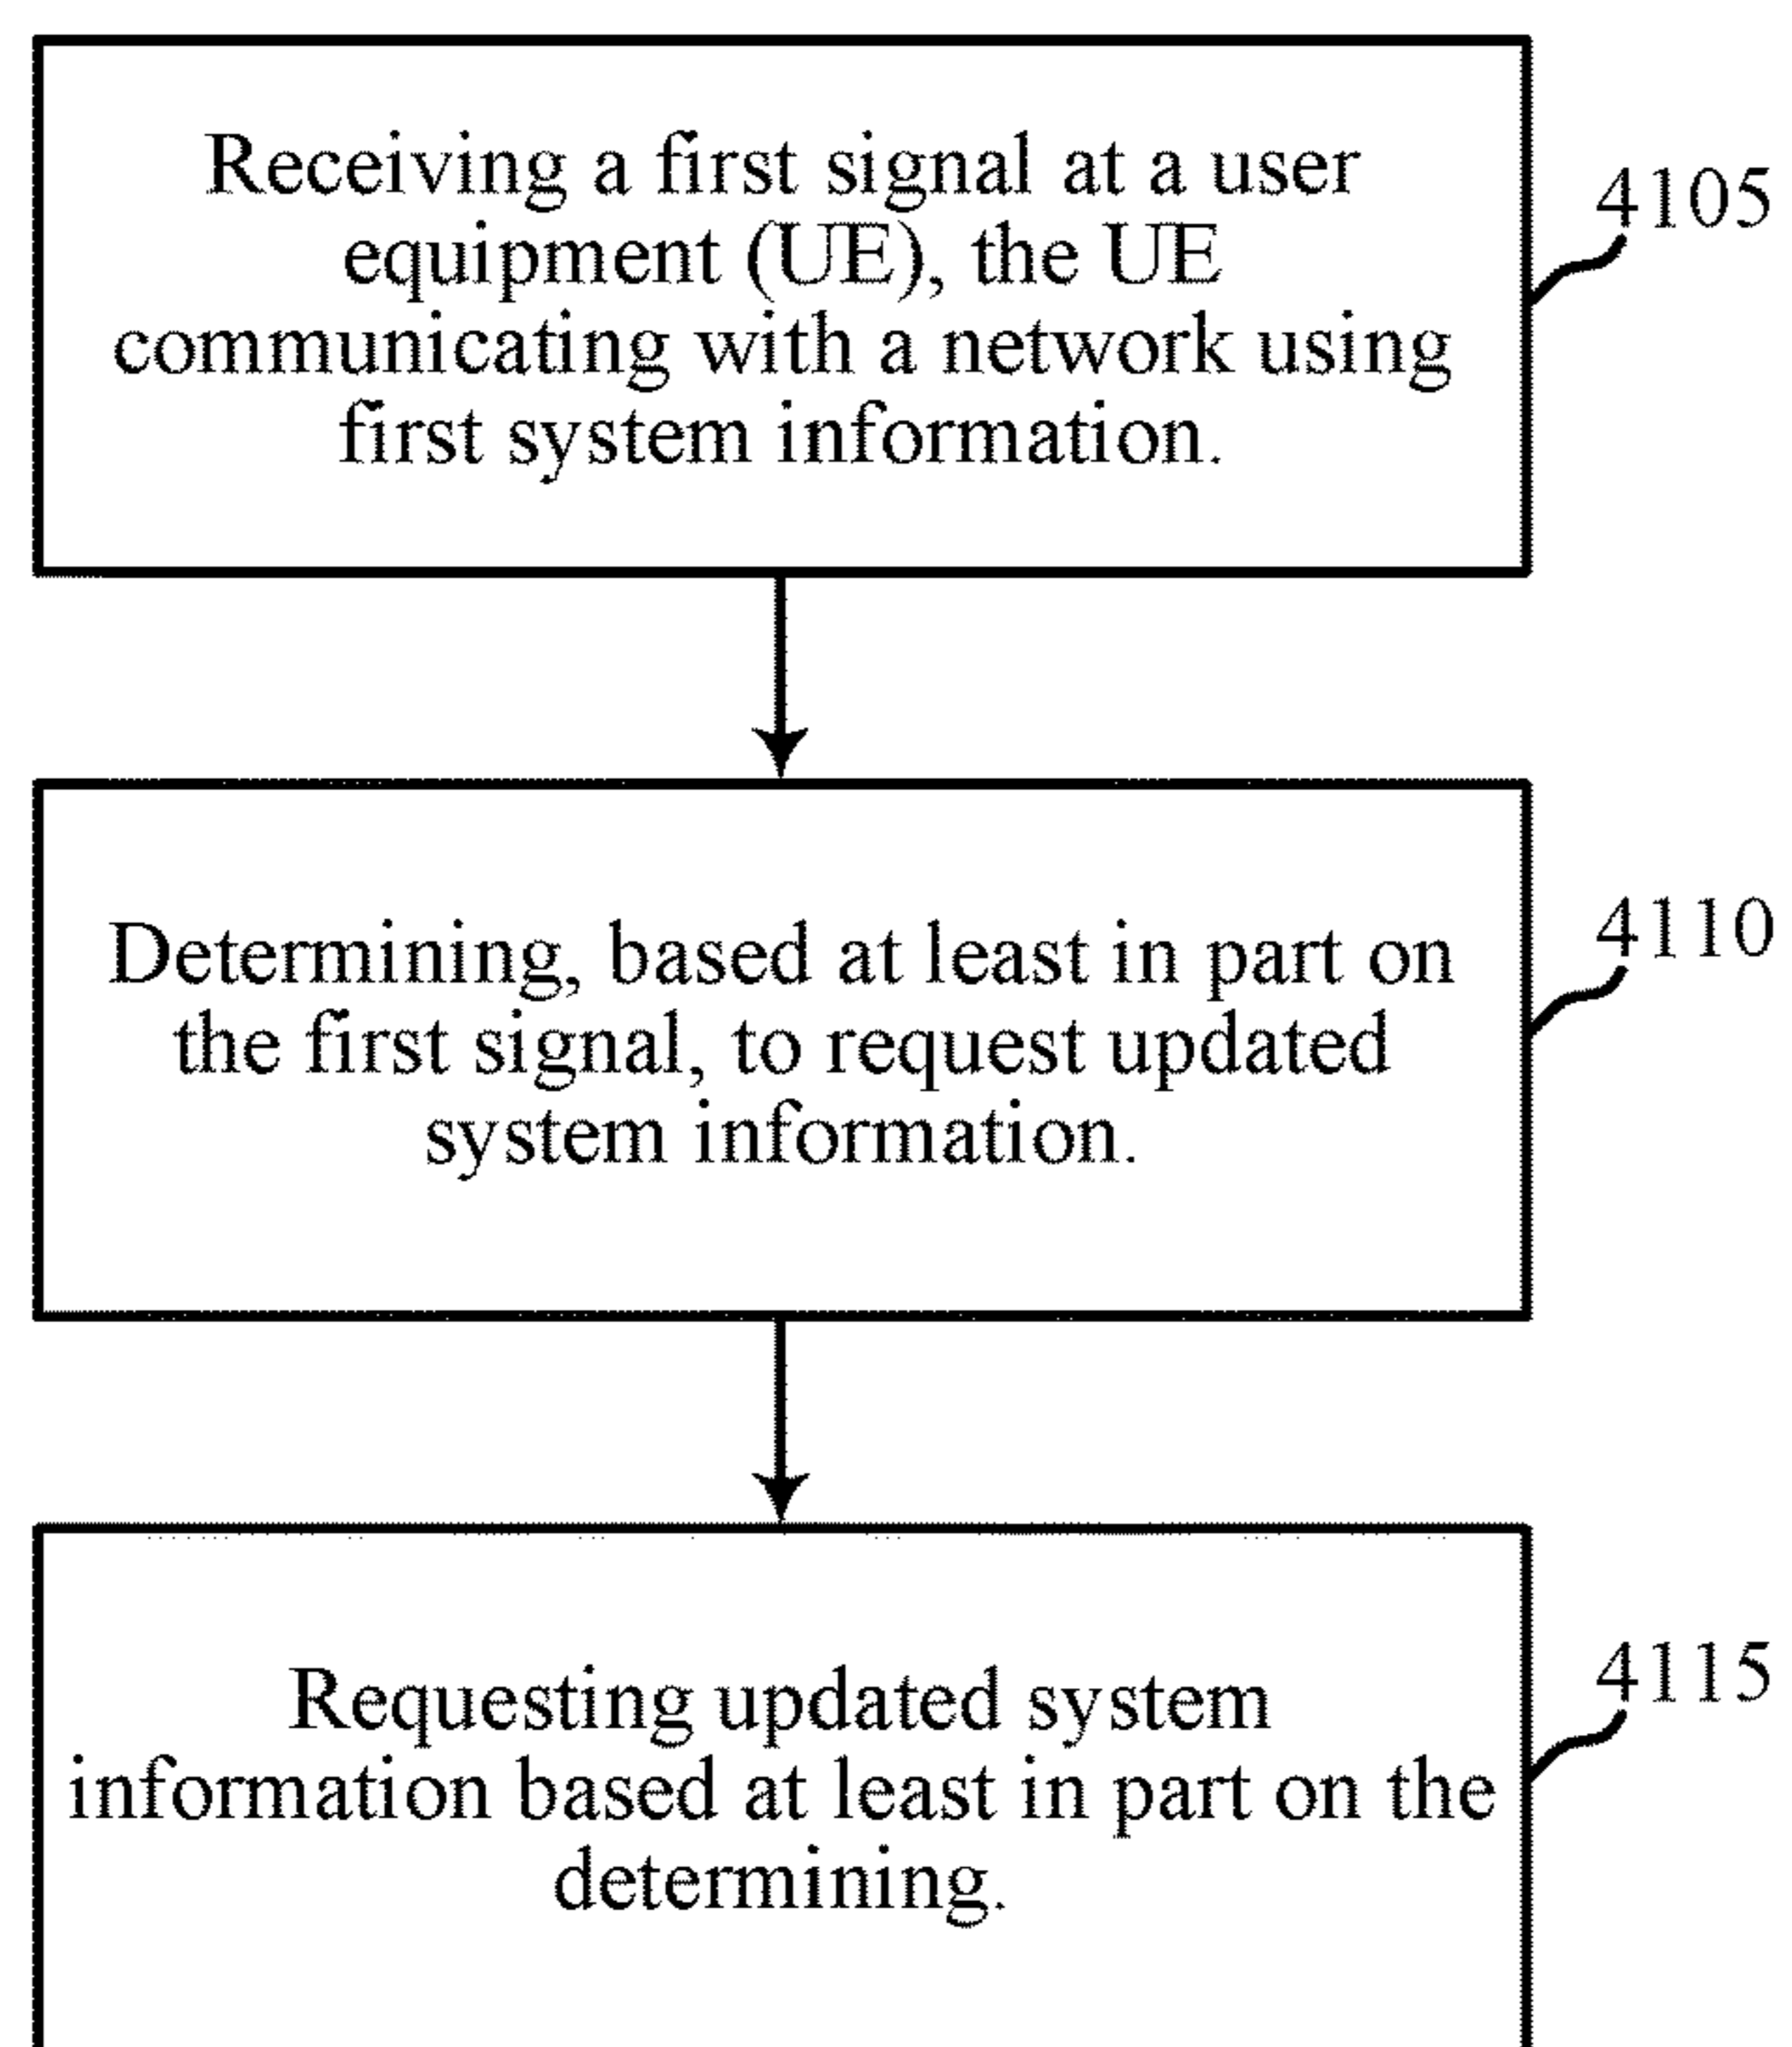 Receiving a first signal at a user
equipment (UE), the UE
communicating with a network using
first system information.
4105
Determining, based at least in part on
the first signal, to request updated
system information.
4110
Requesting updated system
information based at least in part on the
determining.
4115